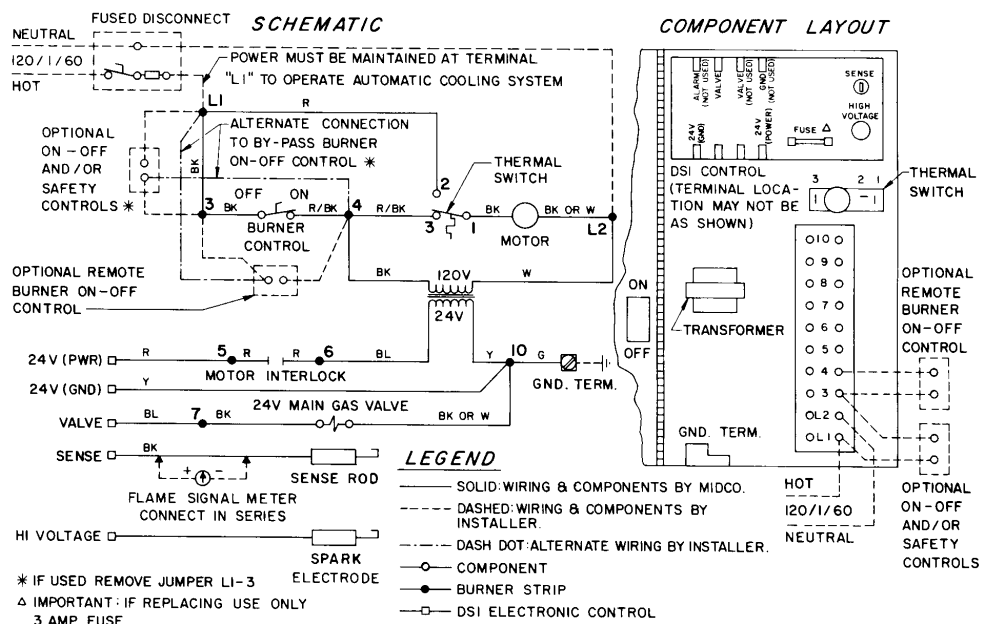 FUSED DISCONNECT
SCHEMATIC
COMPONENT LAYOUT
NEUTRAL
120/1/60
HOT
POWER MUST BE MAINTAINED AT TERMINAL
"L1" TO OPERATE AUTOMATIC COOLING SYSTEM
L1
R
ALTERNATE CONNECTION
TO BY-PASS BURNER
ON-OFF CONTROL *
OPTIONAL
ON-OFF
AND/OR
SAFETY
CONTROLS *
BK
THERMAL
SWITCH
2
OFF ON
3 BK
R/BK
4
R/BK
3
1
BK
BK OR W
L2
BURNER
CONTROL
MOTOR
OPTIONAL REMOTE
BURNER ON-OFF
CONTROL
BK
120V
W
24V
24V (PWR)
R
5
R
R
6
BL
Y
10
G
MOTOR INTERLOCK
GND. TERM.
24V (GND)
Y
VALVE
BL
7
BK
24V MAIN GAS VALVE
BK OR W
SENSE
BK
+ -
SENSE ROD
FLAME SIGNAL METER
CONNECT IN SERIES
HI VOLTAGE
SPARK
ELECTRODE
* IF USED REMOVE JUMPER L1-3
△ IMPORTANT: IF REPLACING USE ONLY
3 AMP. FUSE
LEGEND
SOLID: WIRING & COMPONENTS BY MIDCO.
DASHED: WIRING & COMPONENTS BY
INSTALLER.
DASH DOT: ALTERNATE WIRING BY INSTALLER.
COMPONENT
BURNER STRIP
DSI ELECTRONIC CONTROL
ALARM
(NOT USED)
VALVE
VALVE
(NOT USED)
GND
(NOT USED)
24V
(GND)
24V
(POWER)
SENSE
HIGH
VOLTAGE
FUSE △
DSI CONTROL
(TERMINAL LOCA-
TION MAY NOT BE
AS SHOWN)
3 2 1
1 1
THERMAL
SWITCH
ON
OFF
TRANSFORMER
10
9
8
7
6
5
4
3
L2
L1
GND. TERM.
OPTIONAL
REMOTE
BURNER
ON-OFF
CONTROL
HOT
120/1/60
NEUTRAL
OPTIONAL
ON-OFF
AND/OR
SAFETY
CONTROLS